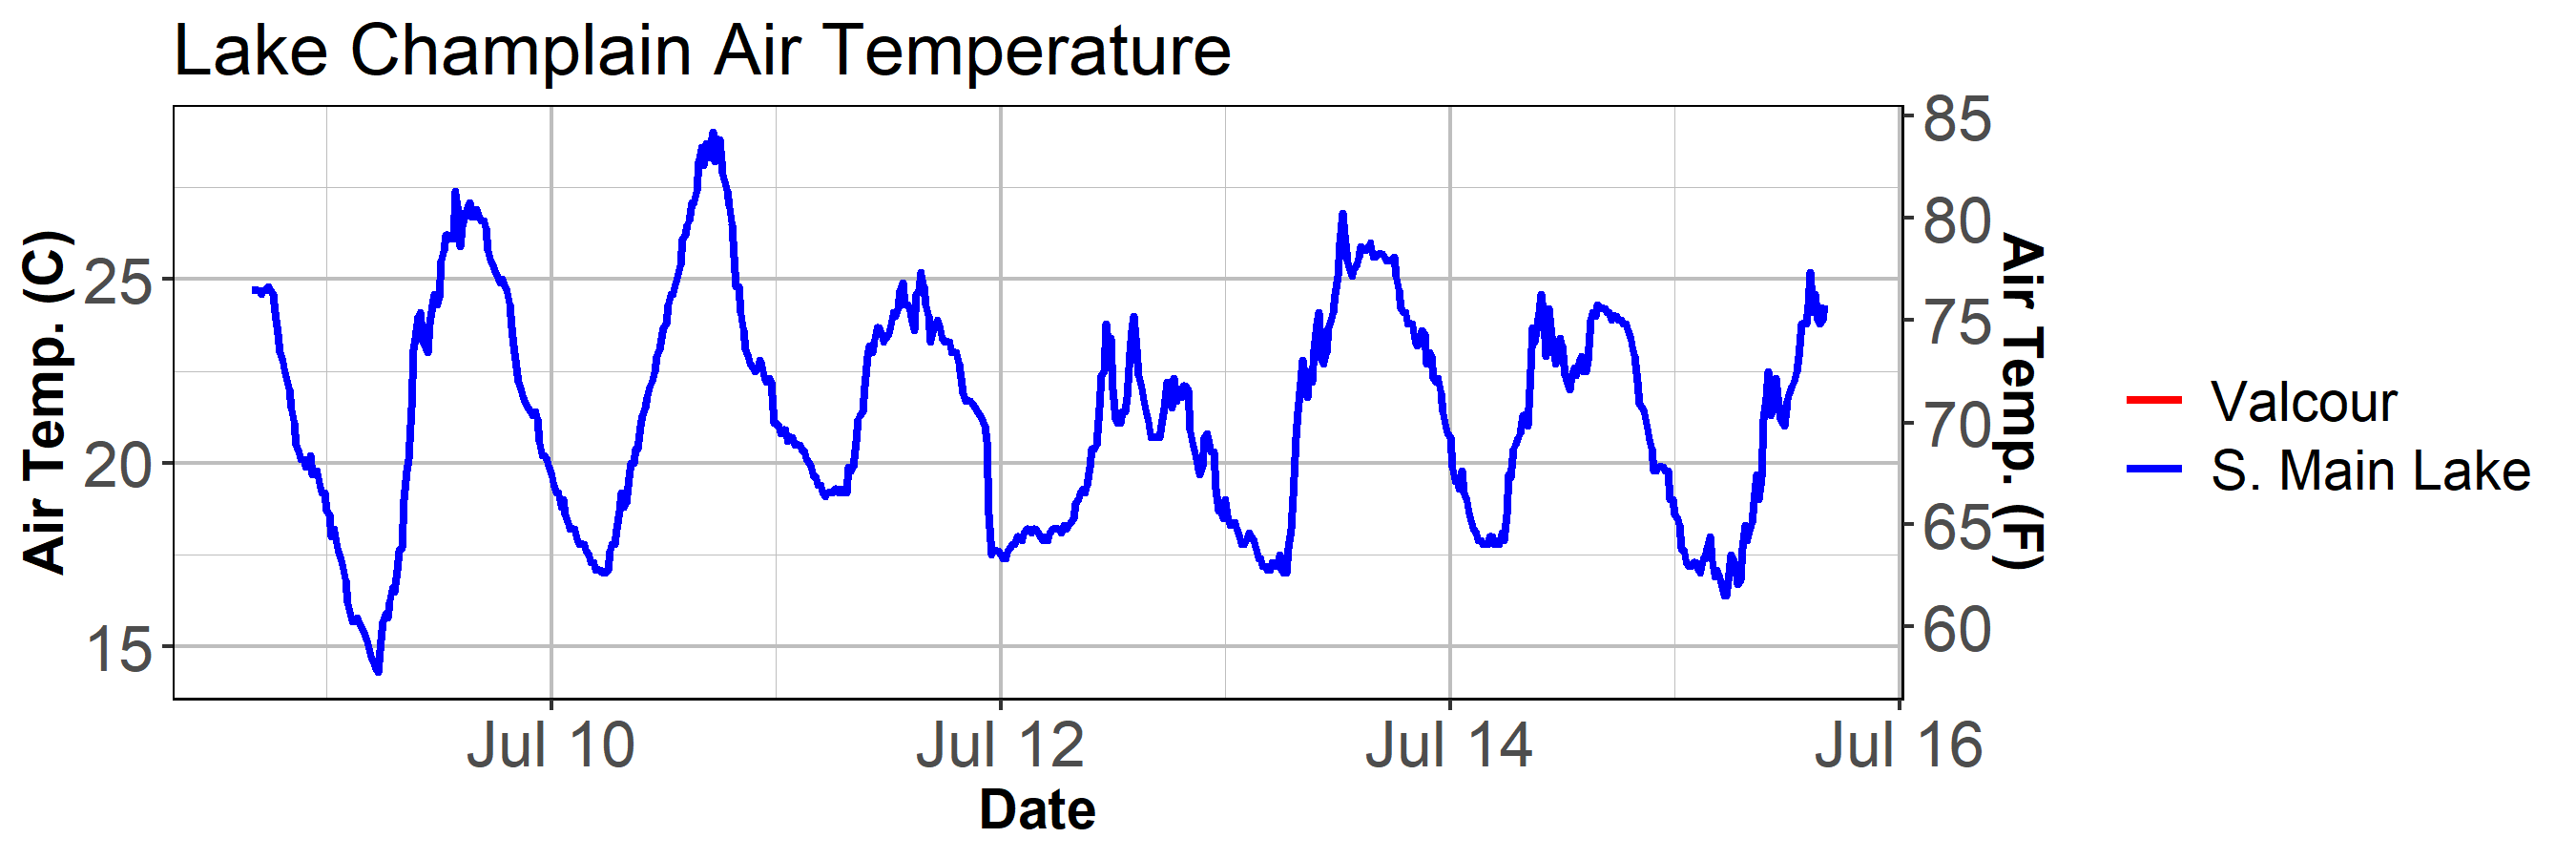 Lake Champlain Air Temperature
Air Temp. (C)
25
20
15
85
80
75
70
65
60
Air Temp. (F)
Jul 10
Jul 12
Jul 14
Jul 16
Date
Valcour
S. Main Lake